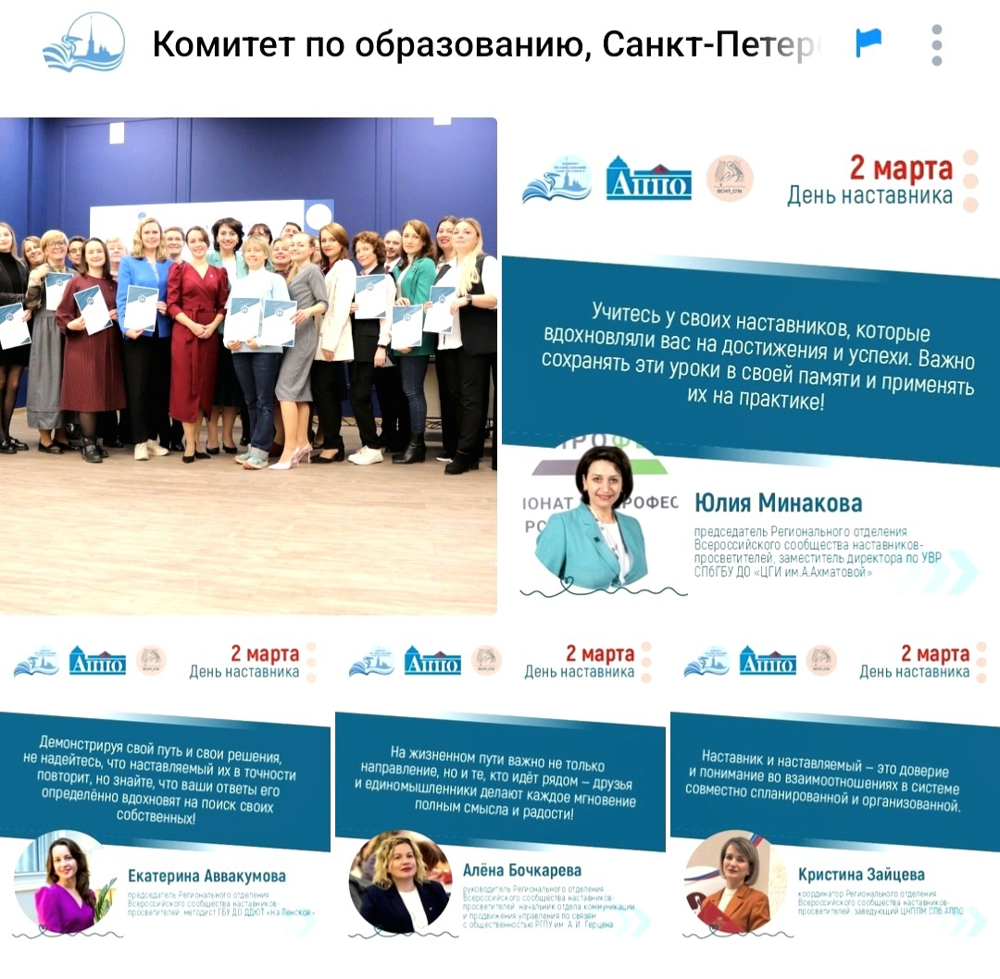 Комитет по образованию, Санкт-Петер
АППО
ВСНП_СПб
2 марта
День наставника
Учитесь у своих наставников, которые
вдохновляли вас на достижения и успехи. Важно
сохранять эти уроки в своей памяти и применять
их на практике!
ИОНАТ
ПРОФЕС
РО
Юлия Минакова
председатель Регионального отделения
Всероссийского сообщества наставников-
просветителей, заместитель директора по УВР
СПбГБУ ДО «ЦГИ им.А.Ахматовой»
АППО
2 марта
День наставника
Демонстрируя свой путь и свои решения,
не надейтесь, что наставляемый их в точности
повторит, но знайте, что ваши ответы его
определённо вдохновят на поиск своих
собственных!
Екатерина Аввакумова
председатель Регионального отделения
Всероссийского сообщества наставников-
просветителей методист ГБУ ДО ДДЮТ «На Ленской»
АППО
2 марта
День наставника
На жизненном пути важно не только
направление, но и те, кто идёт рядом – друзья
и единомышленники делают каждое мгновение
полным смысла и радости!
Алёна Бочкарева
руководитель Регионального отделения
Всероссийского сообщества наставников-
просветителей, начальник отдела коммуникации
и продвижения управления по связям
с общественностью РГПУ им. А. И. Герцена
АППО
2 марта
День наставника
Наставник и наставляемый – это доверие
и понимание во взаимоотношениях в системе
совместно спланированной и организованной.
Кристина Зайцева
координатор Регионального отделения
Всероссийского сообщества наставников-
просветителей, заведующий ЦНППМ СПб АППО